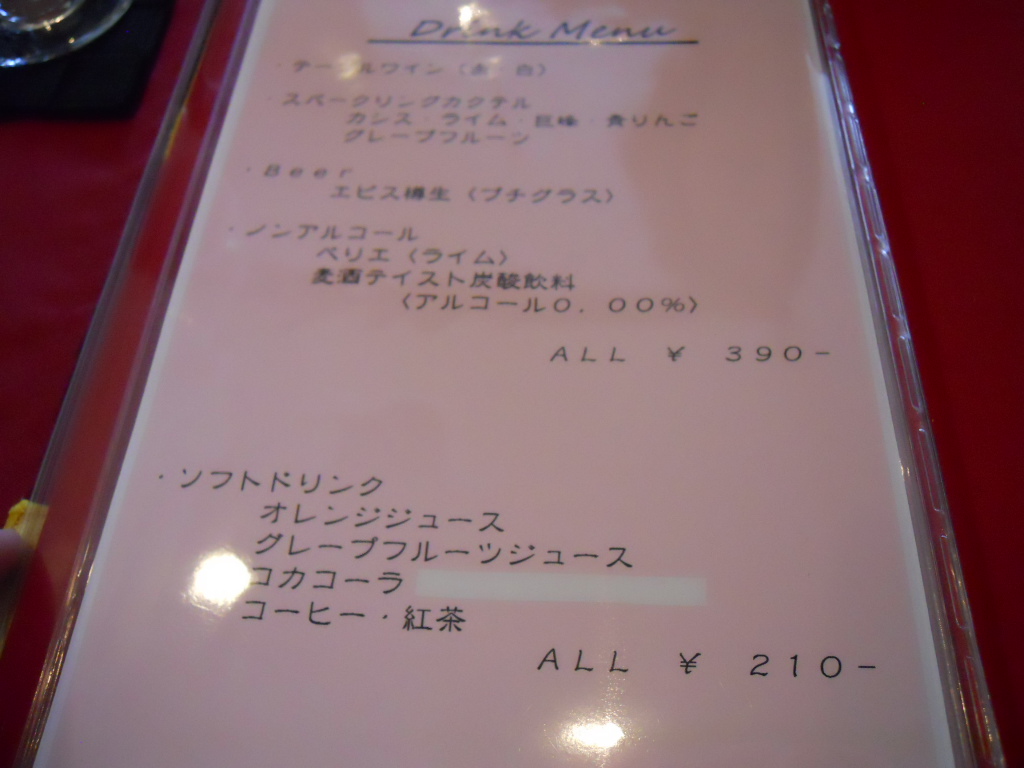 Drink Menu
・テーブルワイン（赤・白）
・スパークリングカクテル
カシス・ライム・巨峰・青りんご
グレープフルーツ
・Ｂｅｅｒ
エビス樽生（プチグラス）
・ノンアルコール
ペリエ（ライム）
麦酒テイスト炭酸飲料
（アルコール０．００％）
ＡＬＬ　￥　３９０－
・ソフトドリンク
オレンジジュース
グレープフルーツジュース
コカコーラ
コーヒー・紅茶
ＡＬＬ　￥　２１０－